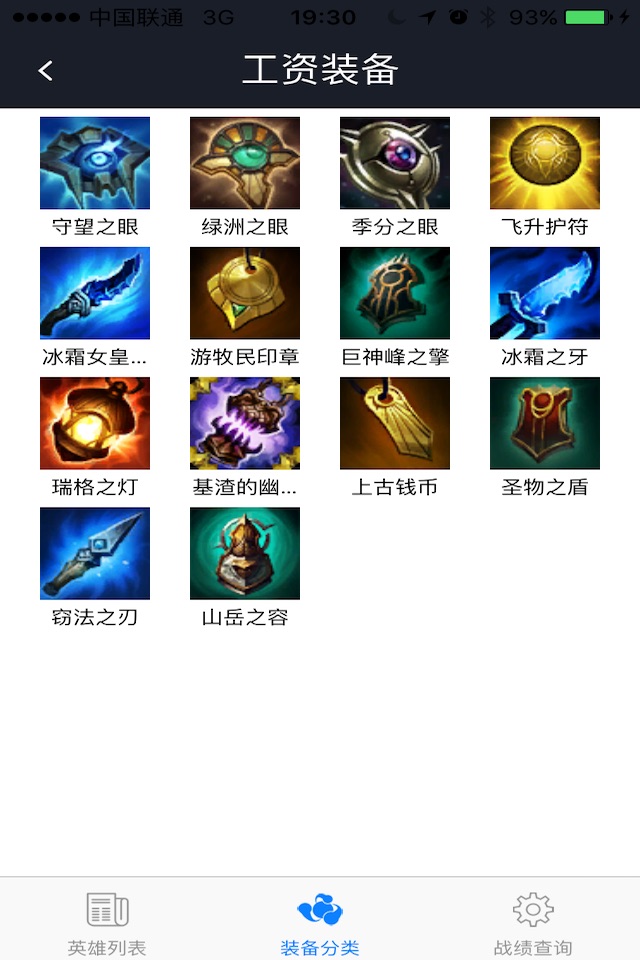 中国联通 3G 19:30 93%
工资装备
守望之眼 绿洲之眼 季分之眼 飞升护符
冰霜女皇... 游牧民印章 巨神峰之擎 冰霜之牙
瑞格之灯 基渣的幽... 上古钱币 圣物之盾
窃法之刃 山岳之容
英雄列表 装备分类 战绩查询